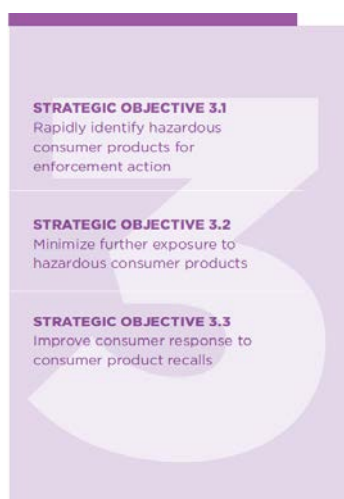 3
STRATEGIC OBJECTIVE 3.1
Rapidly identify hazardous
consumer products for
enforcement action
STRATEGIC OBJECTIVE 3.2
Minimize further exposure to
hazardous consumer products
STRATEGIC OBJECTIVE 3.3
Improve consumer response to
consumer product recalls